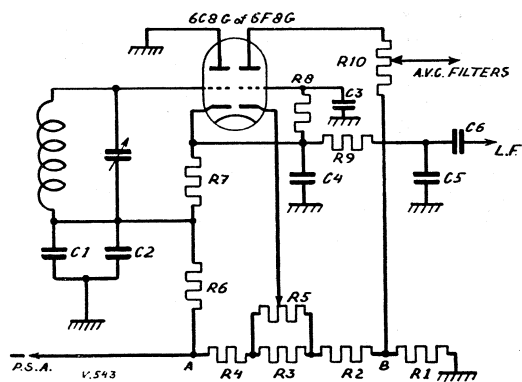 6C8G of 6F8G
R10
A.V.C. FILTERS
R8
C3
C6
R9
L.F.
R7
C4
C5
C1
C2
R6
R5
P.S.A.
V.543
A
R4
R3
R2
B
R1